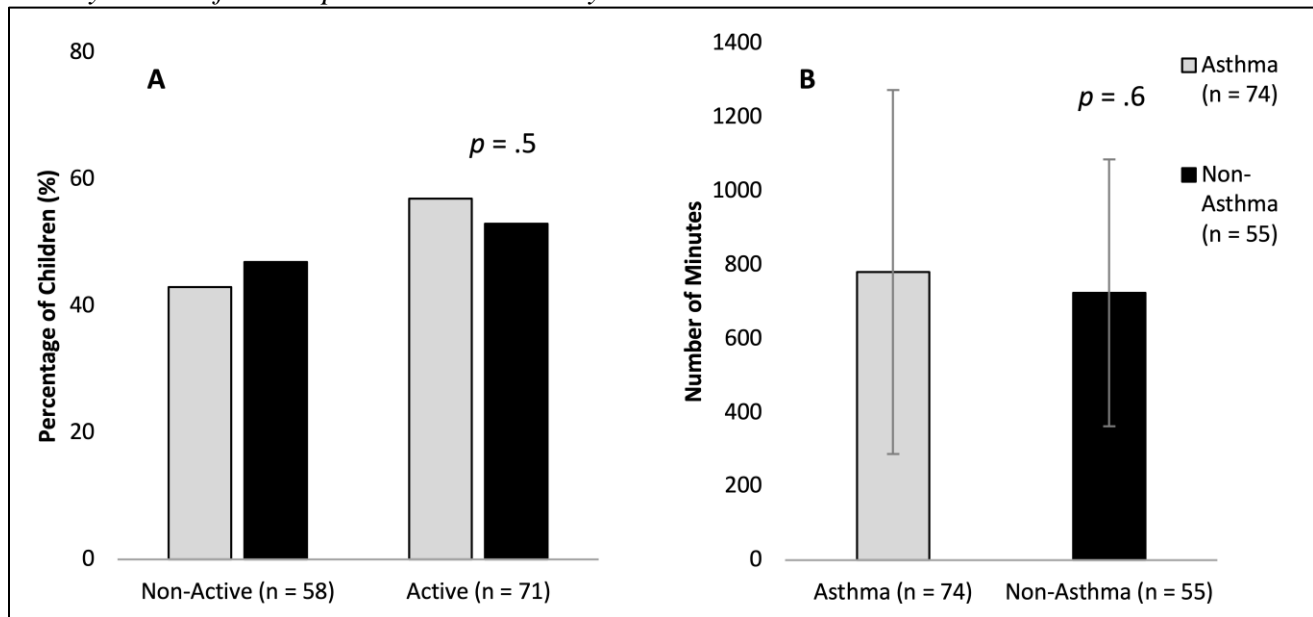 A
p = .5
Percentage of Children (%)
80
60
40
20
0
Non-Active (n = 58)
Active (n = 71)
B
p = .6
Number of Minutes
1400
1200
1000
800
600
400
200
0
Asthma (n = 74)
Non-Asthma (n = 55)
Asthma
(n = 74)
Non-
Asthma
(n = 55)